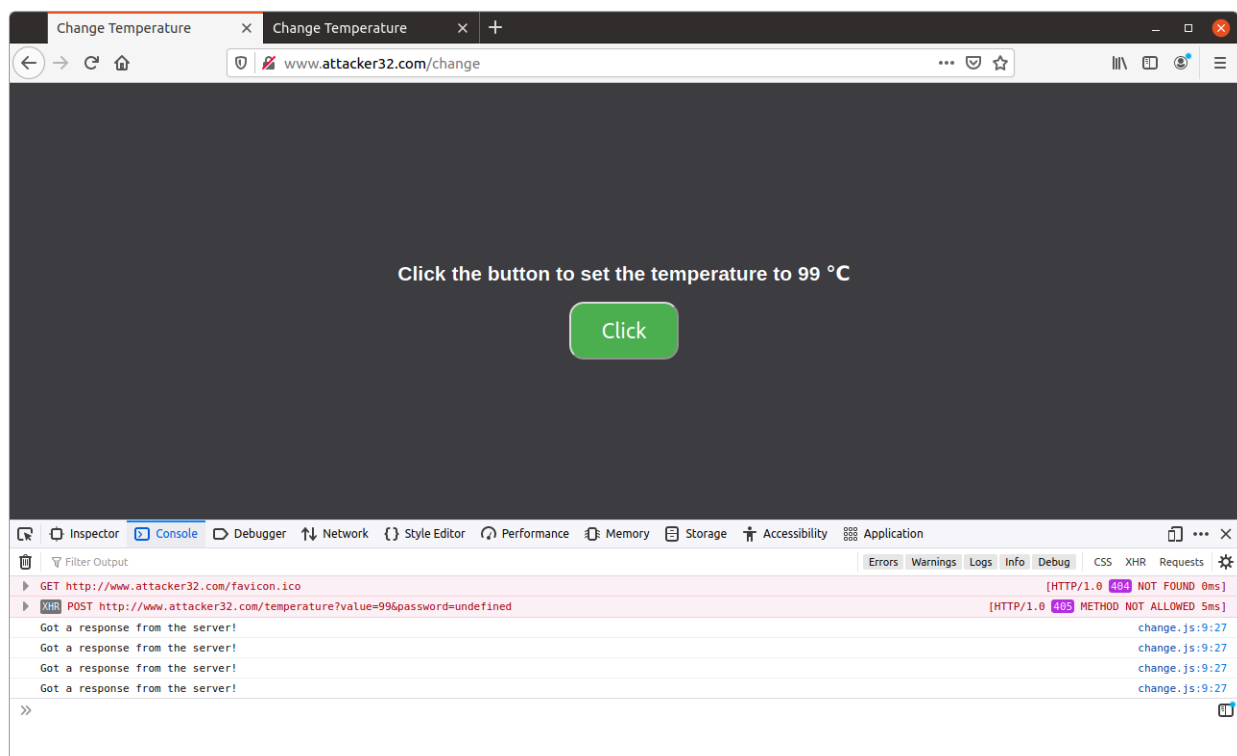 Change Temperature Change Temperature
www.attacker32.com/change
Click the button to set the temperature to 99 °C
Click
Inspector Console Debugger Network Style Editor Performance Memory Storage Accessibility Application
Filter Output Errors Warnings Logs Info Debug CSS XHR Requests
GET http://www.attacker32.com/favicon.ico [HTTP/1.0 404 NOT FOUND 0ms]
XHR POST http://www.attacker32.com/temperature?value=99&password=undefined [HTTP/1.0 405 METHOD NOT ALLOWED 5ms]
Got a response from the server! change.js:9:27
Got a response from the server! change.js:9:27
Got a response from the server! change.js:9:27
Got a response from the server! change.js:9:27